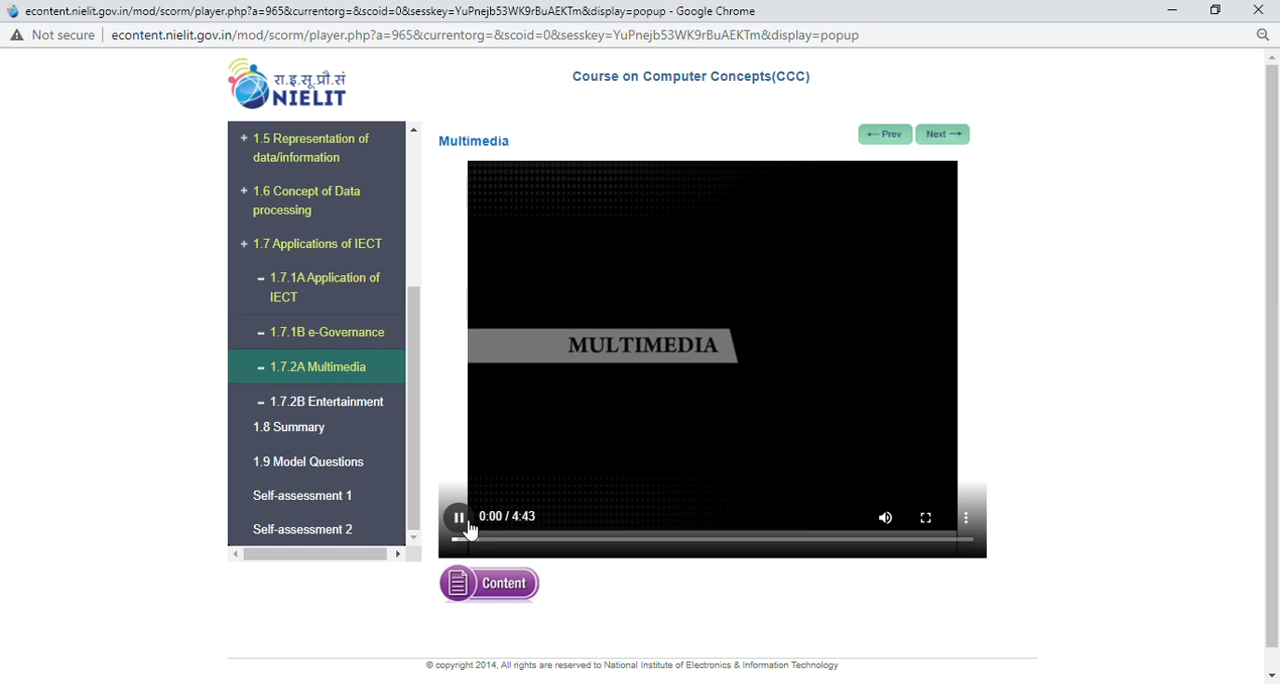 econtent.nielit.gov.in/mod/scorm/player.php?a=965&currentorg=&scoid=0&sesskey=YuPnejb53WK9rBuAEKTm&display=popup - Google Chrome
Not secure
econtent.nielit.gov.in/mod/scorm/player.php?a=965&currentorg=&scoid=0&sesskey=YuPnejb53WK9rBuAEKTm&display=popup
रा.इ.सू.प्रौ.सं
NIELIT
Course on Computer Concepts(CCC)
+ 1.5 Representation of
data/information
+ 1.6 Concept of Data
processing
+ 1.7 Applications of IECT
- 1.7.1A Application of
IECT
- 1.7.1B e-Governance
- 1.7.2A Multimedia
- 1.7.2B Entertainment
1.8 Summary
1.9 Model Questions
Self-assessment 1
Self-assessment 2
Multimedia
← Prev
Next →
MULTIMEDIA
0:00 / 4:43
Content
© copyright 2014, All rights are reserved to National Institute of Electronics & Information Technology